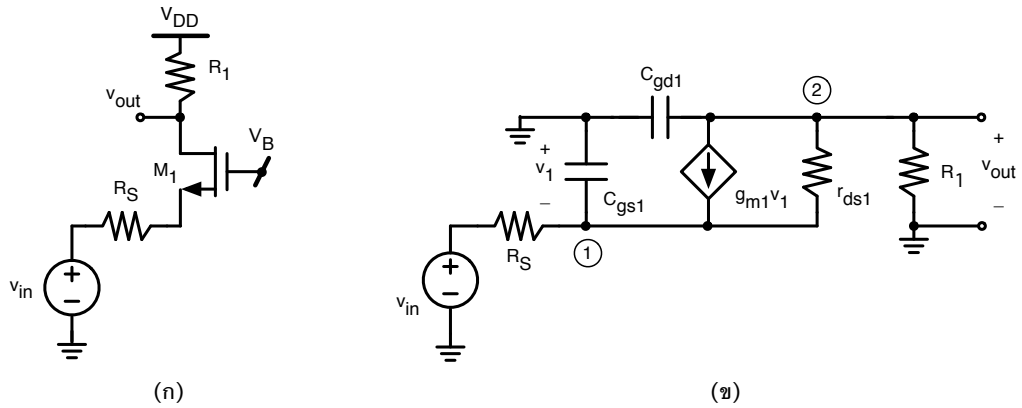 V_DD
R_1
v_out
V_B
M_1
R_S
+
−
v_in
(ก)
C_gd1
2
+
v_1
−
C_gs1
g_m1v_1
r_ds1
R_1
+
v_out
−
R_S
1
+
−
v_in
(ข)